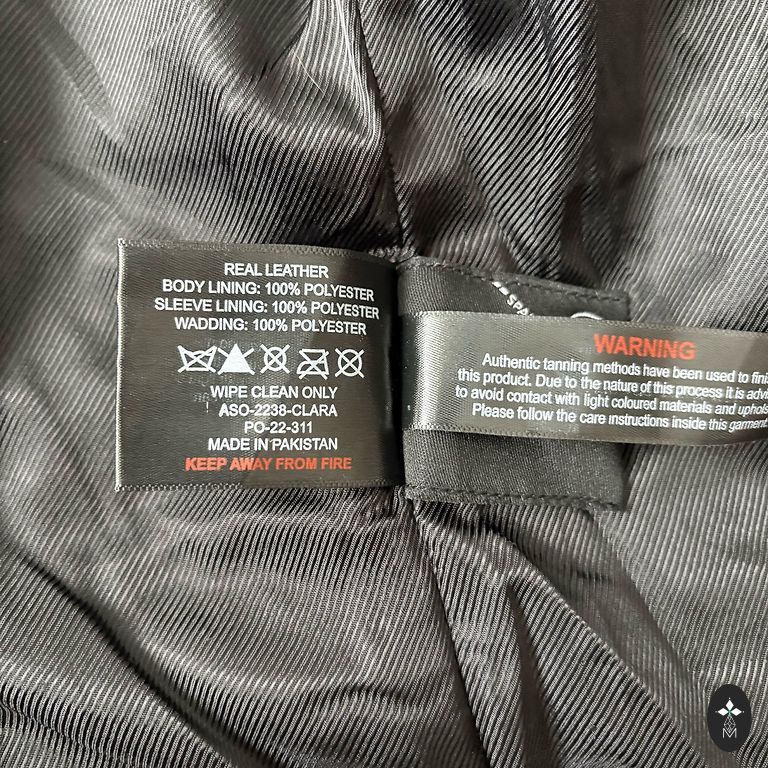 REAL LEATHER
BODY LINING: 100% POLYESTER
SLEEVE LINING: 100% POLYESTER
WADDING: 100% POLYESTER
WIPE CLEAN ONLY
ASO-2238-CLARA
PO-22-311
MADE IN PAKISTAN
KEEP AWAY FROM FIRE
WARNING
Authentic tanning methods have been used to
this product. Due to the nature of this process it is
to avoid contact with light coloured materials and
Please follow the care instructions inside this garment